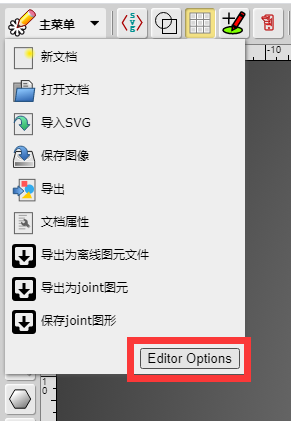 主菜单
SVG
-10
新文档
打开文档
导入SVG
保存图像
导出
文档属性
导出为离线图元文件
导出为joint图元
保存joint图形
Editor Options
10